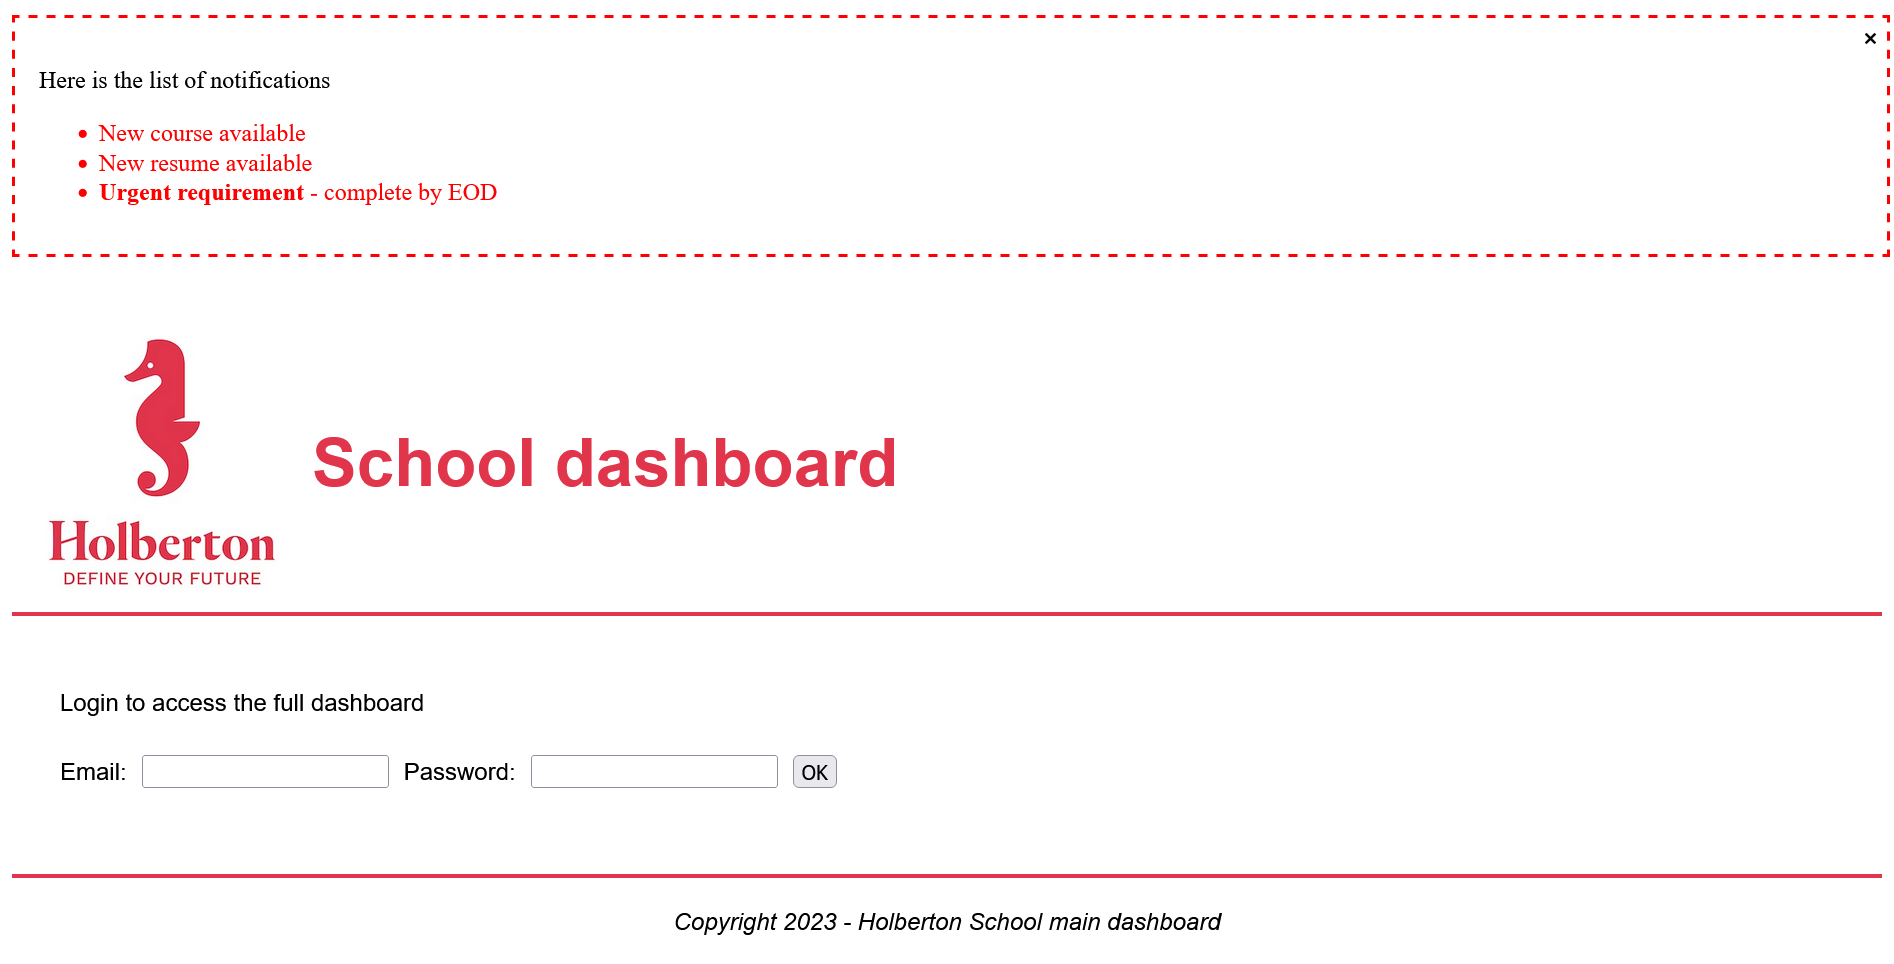 ×
Here is the list of notifications
New course available
New resume available
Urgent requirement - complete by EOD
School dashboard
Holberton
DEFINE YOUR FUTURE
Login to access the full dashboard
Email: Password: OK
Copyright 2023 - Holberton School main dashboard